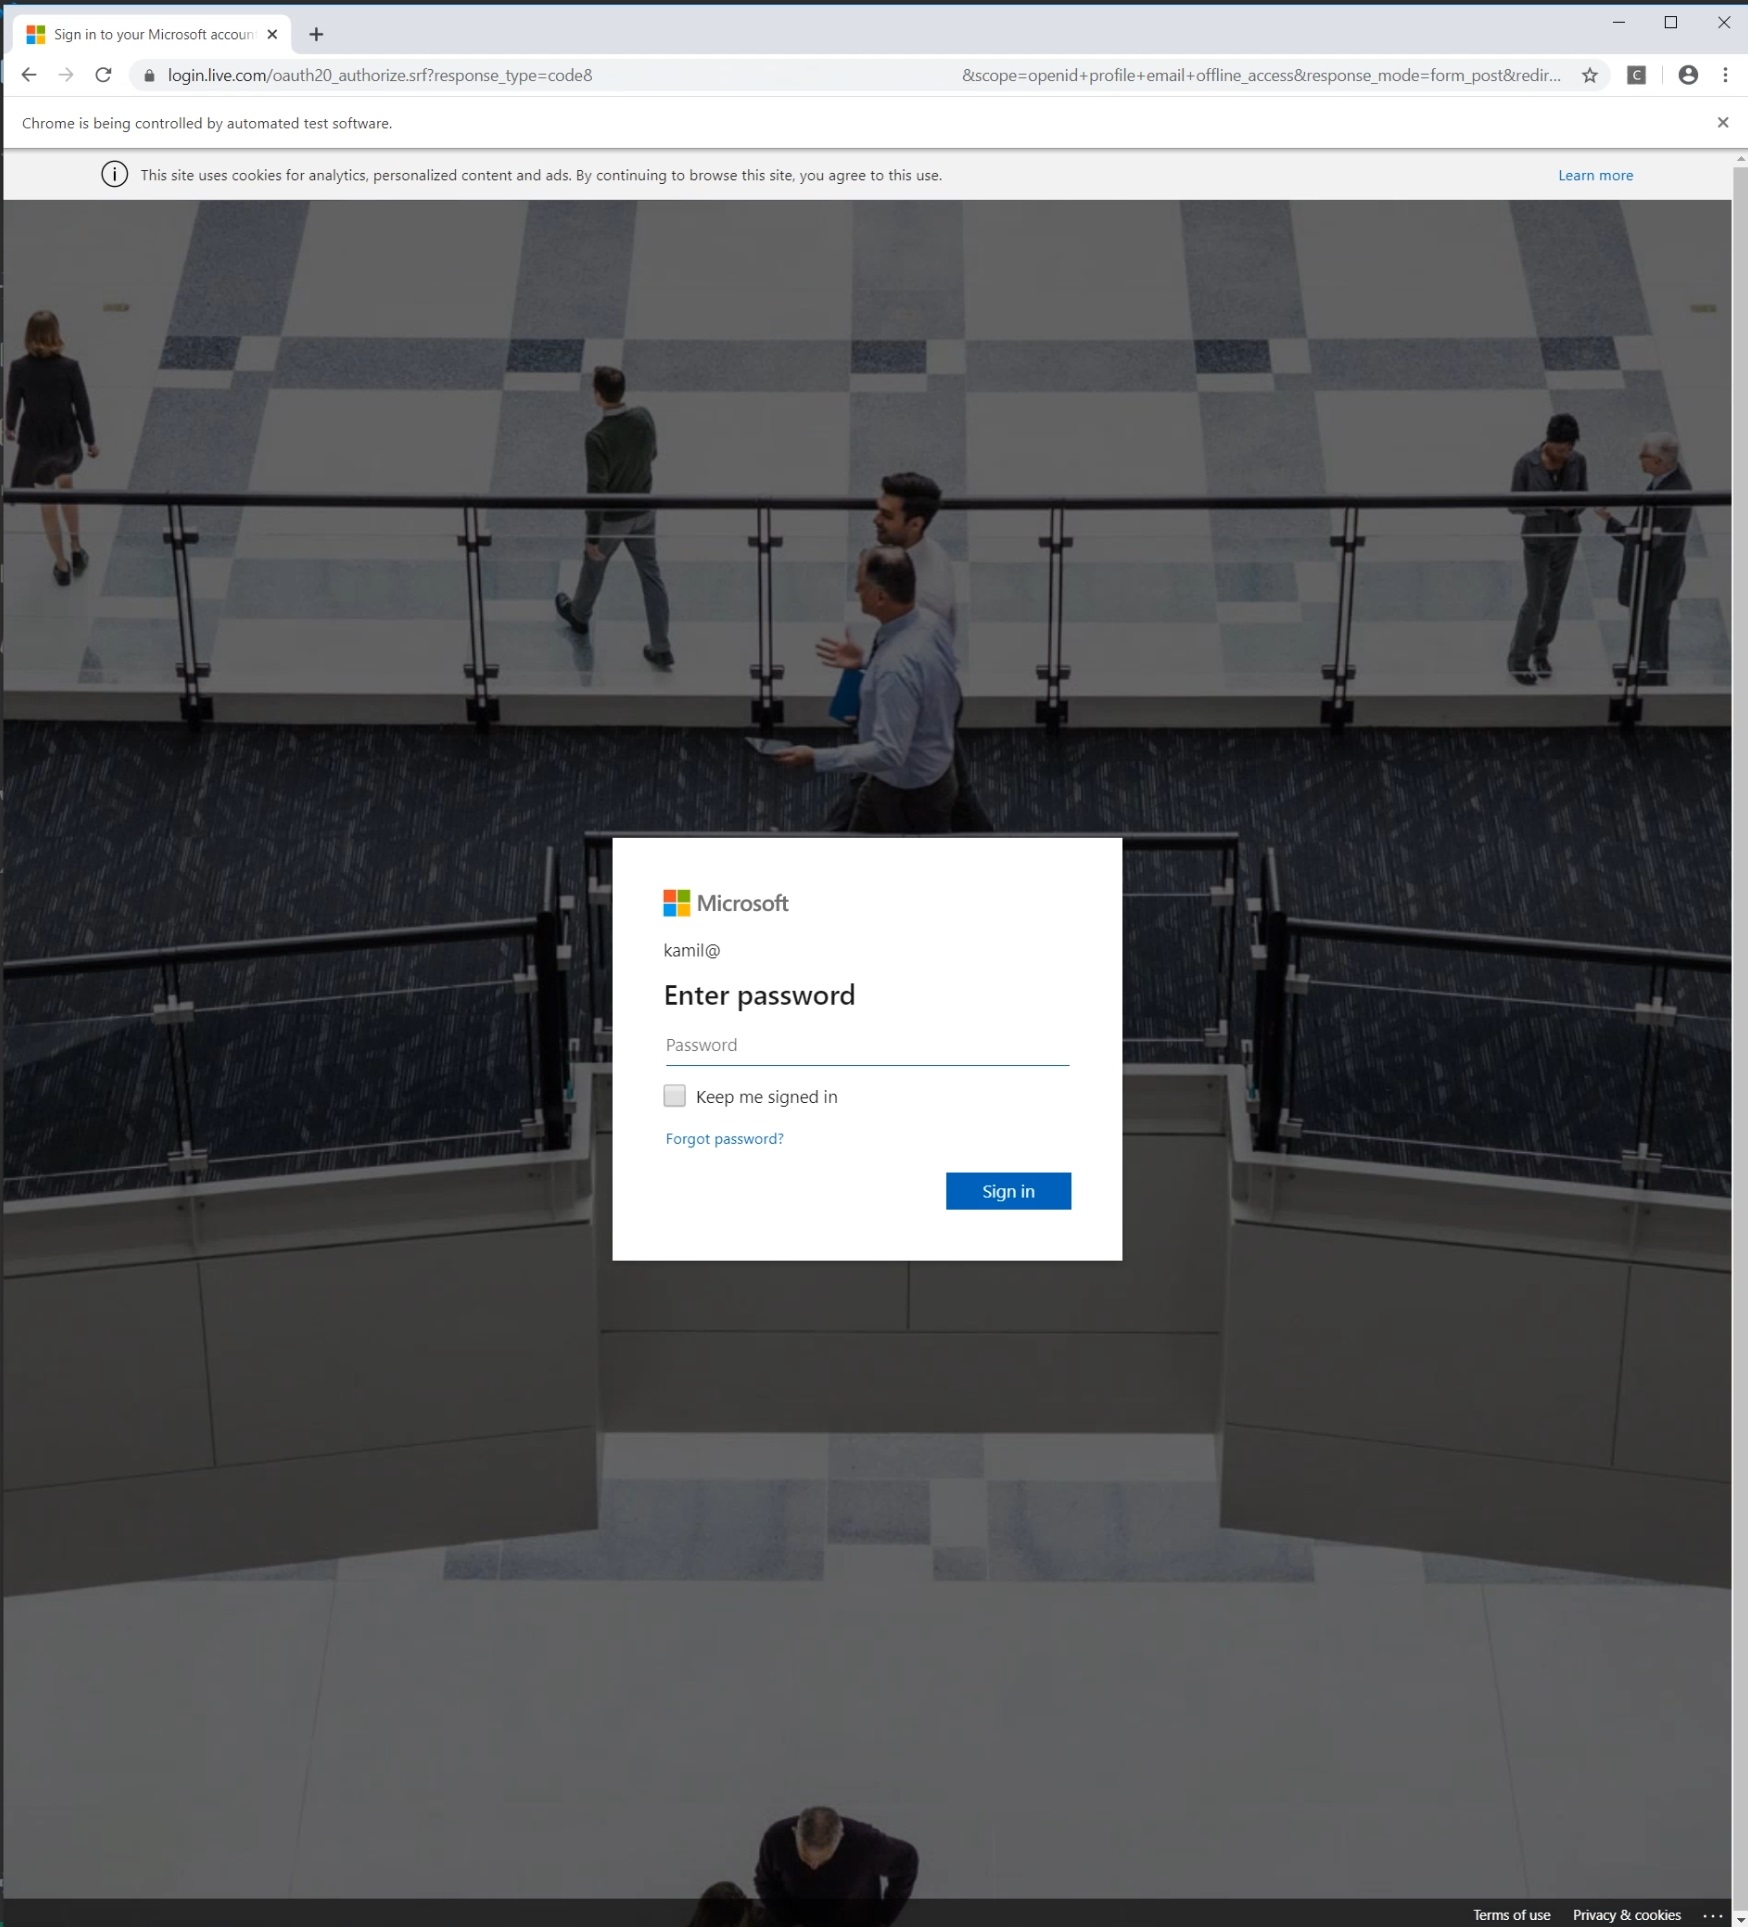 Sign in to your Microsoft accoun
login.live.com/oauth20_authorize.srf?response_type=code8 &scope=openid+profile+email+offline_access&response_mode=form_post&redir...
C
Chrome is being controlled by automated test software.
This site uses cookies for analytics, personalized content and ads. By continuing to browse this site, you agree to this use.
Learn more
Microsoft
kamil@
Enter password
Password
Keep me signed in
Forgot password?
Sign in
Terms of use Privacy & cookies ...